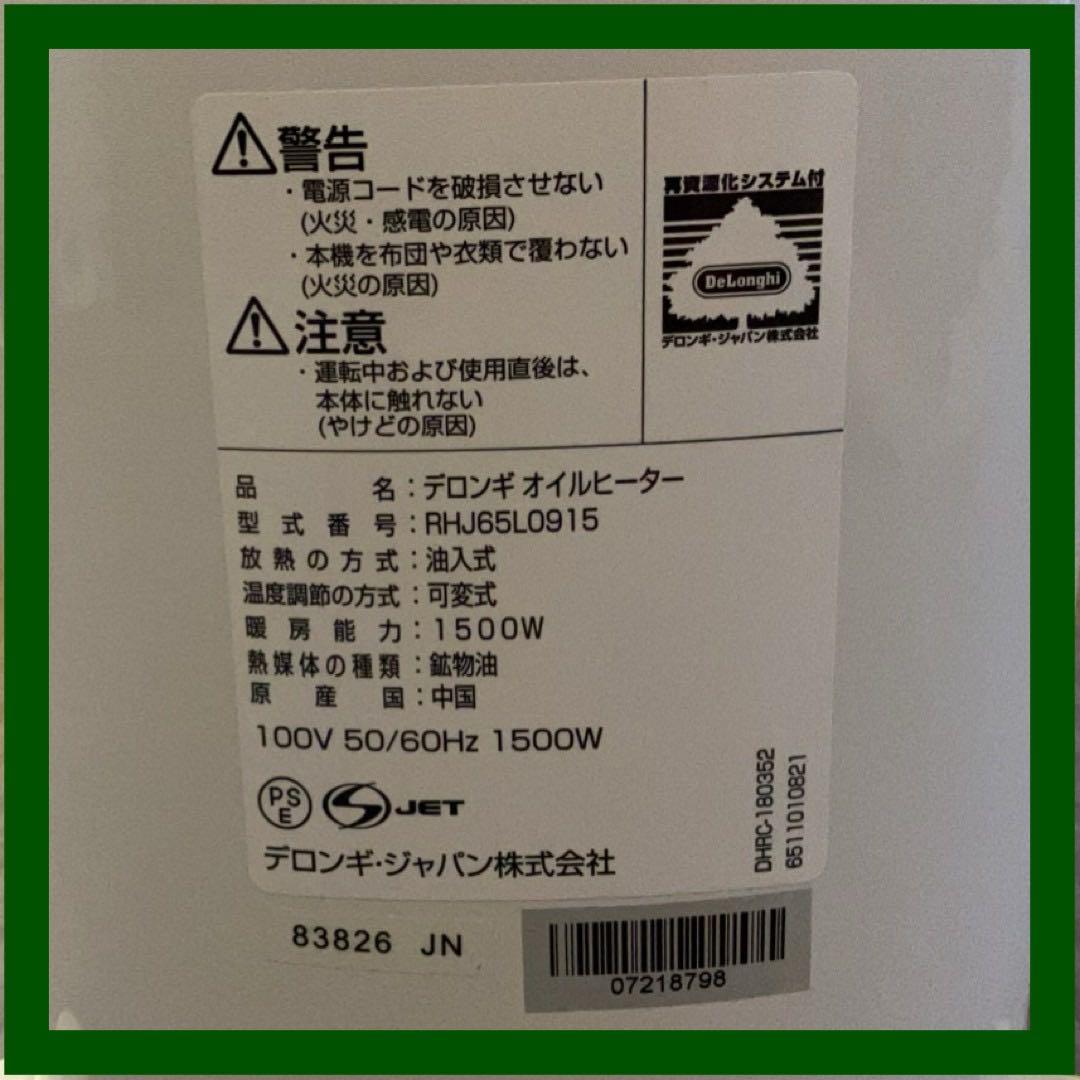 警告
・電源コードを破損させない
(火災・感電の原因)
・本機を布団や衣類で覆わない
(火災の原因)
注意
・運転中および使用直後は、
本体に触れない
(やけどの原因)
再資源化システム付
DeLonghi
デロンギ・ジャパン株式会社
品名：デロンギ オイルヒーター
型式番号：RHJ65L0915
放熱の方式：油入式
温度調節の方式：可変式
暖房能力：1500W
熱媒体の種類：鉱物油
原産国：中国
100V 50/60Hz 1500W
PSE
S JET
デロンギ・ジャパン株式会社
DHRC-180352
6511010821
83826 JN
07218798